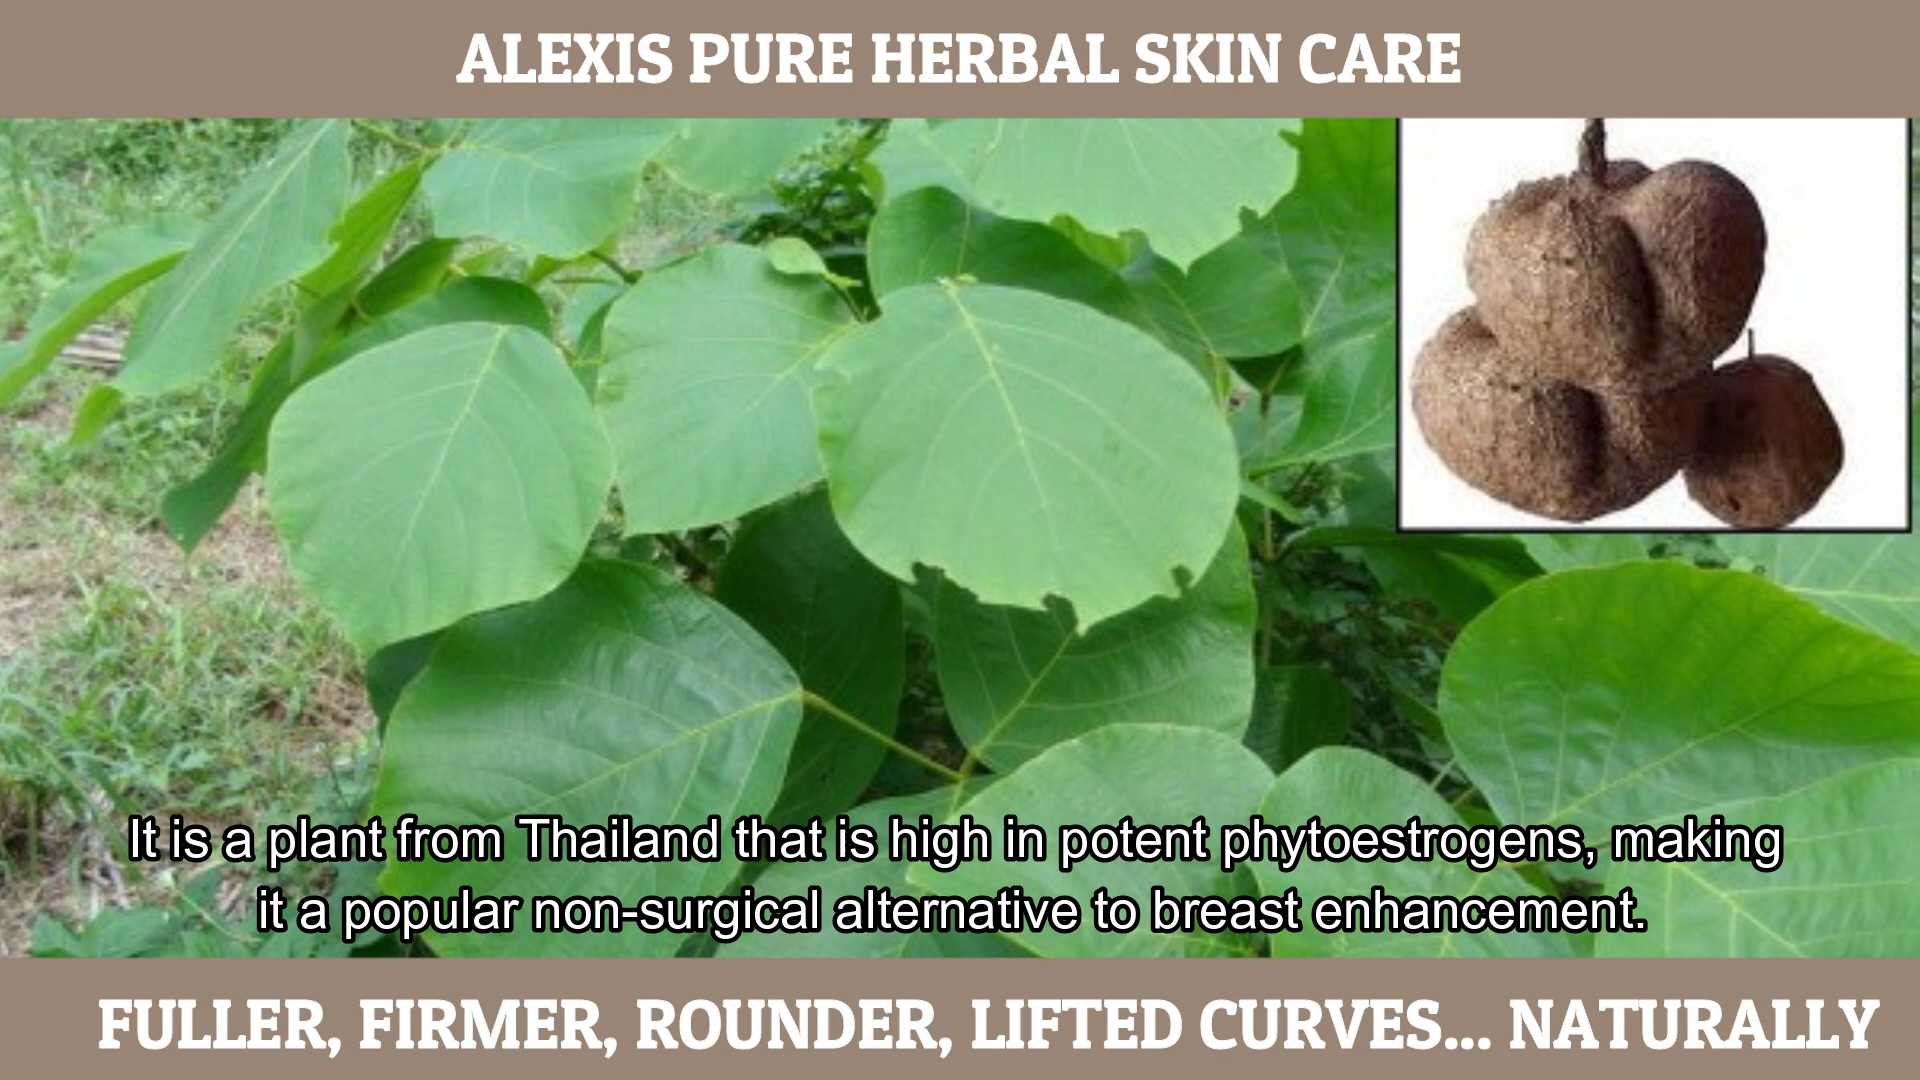 ALEXIS PURE HERBAL SKIN CARE
It is a plant from Thailand that is high in potent phytoestrogens, making
it a popular non-surgical alternative to breast enhancement.
FULLER, FIRMER, ROUNDER, LIFTED CURVES... NATURALLY